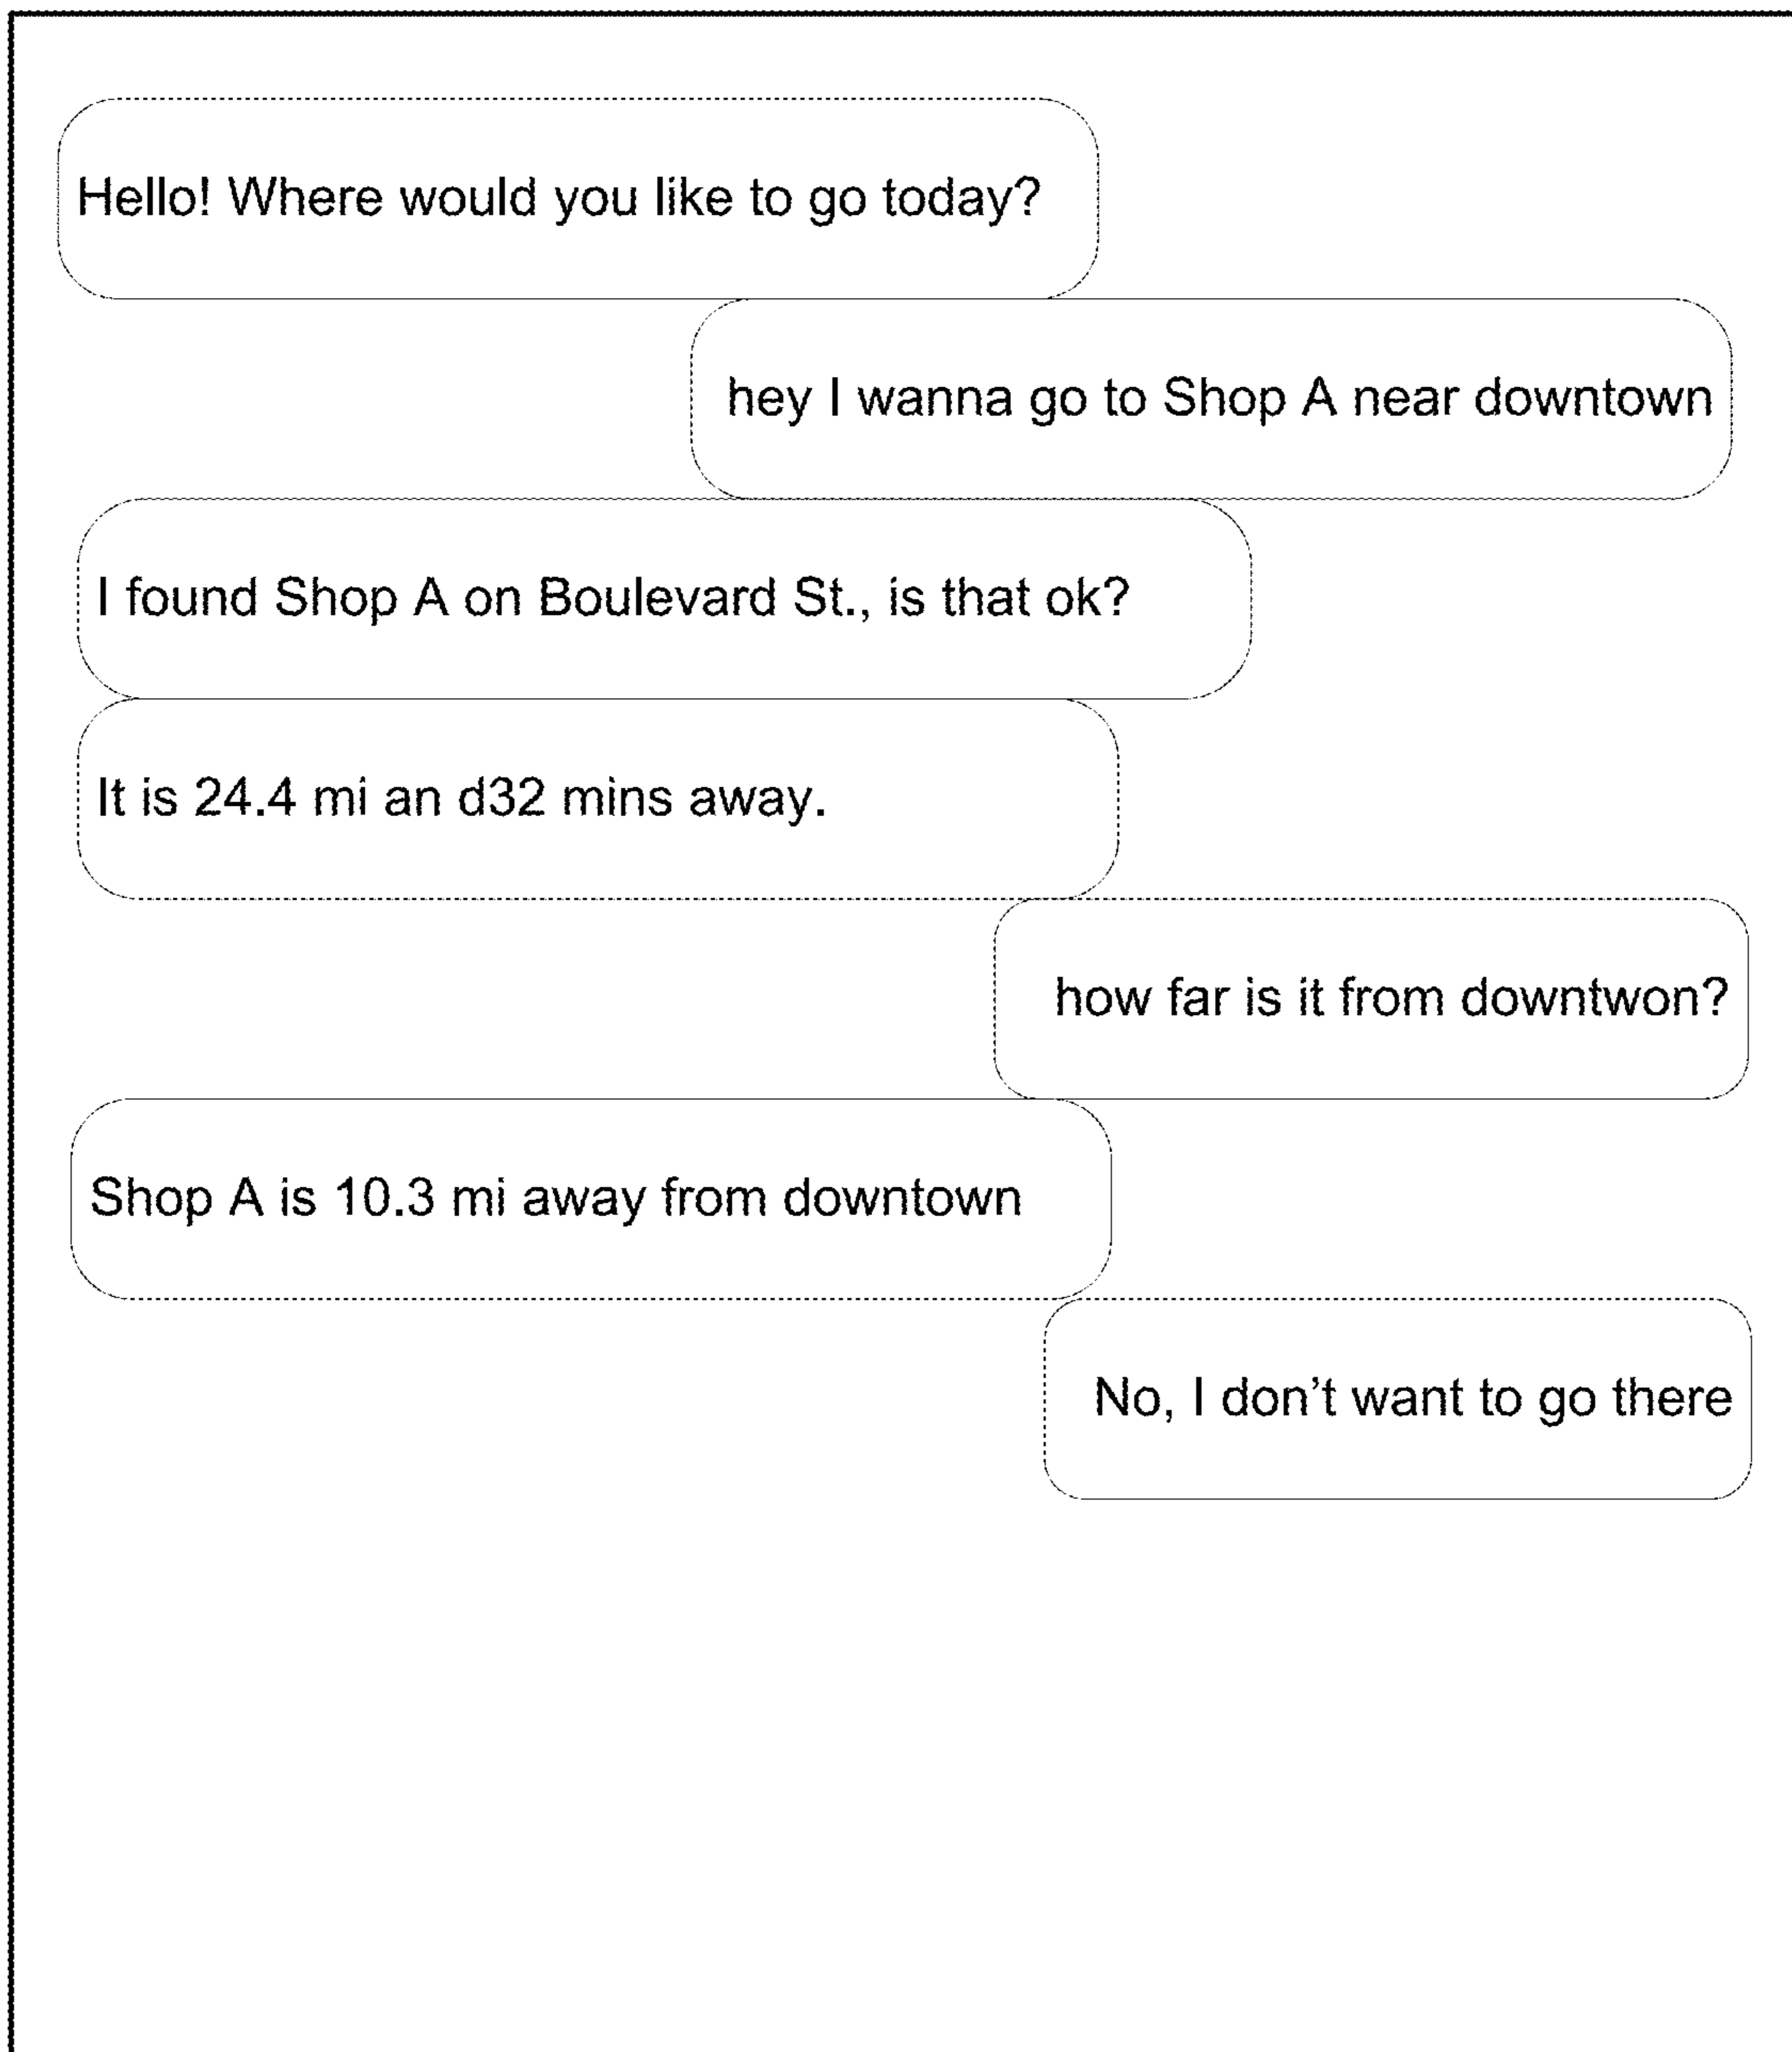 Hello! Where would you like to go today?
hey I wanna go to Shop A near downtown
I found Shop A on Boulevard St., is that ok?
It is 24.4 mi an d32 mins away.
how far is it from downtwon?
Shop A is 10.3 mi away from downtown
No, I don’t want to go there